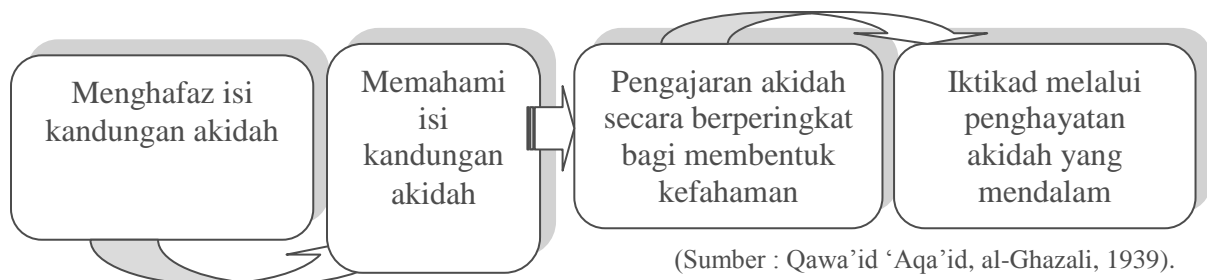 Menghafaz isi
kandungan akidah
Memahami
isi
kandungan
akidah
Pengajaran akidah
secara berperingkat
bagi membentuk
kefahaman
Iktikad melalui
penghayatan
akidah yang
mendalam
(Sumber : Qawa’id ‘Aqa’id, al-Ghazali, 1939).